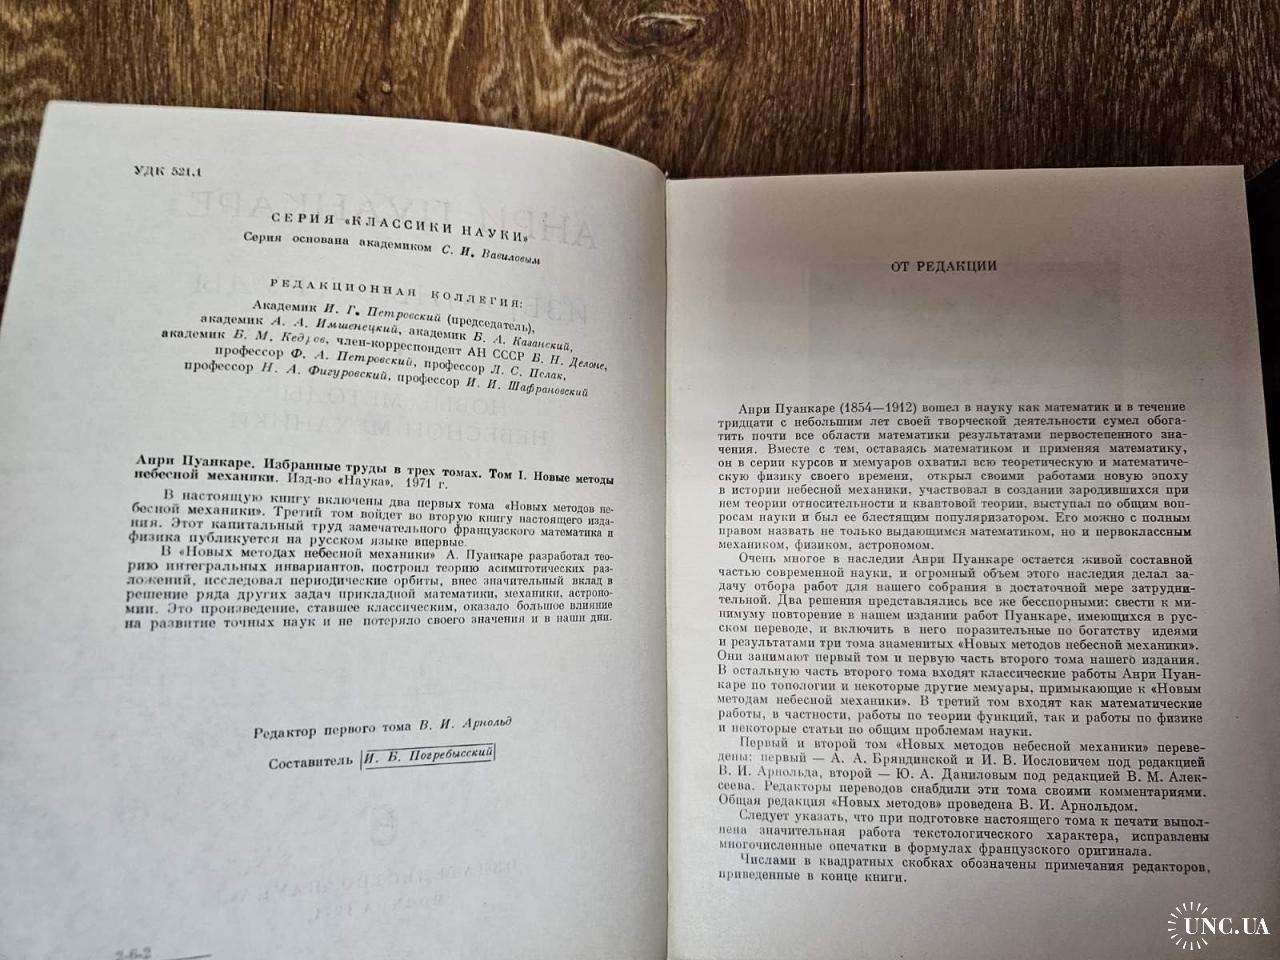 УДК 521.1
СЕРИЯ «КЛАССИКИ НАУКИ»
Серия основана академиком С. И. Вавиловым
РЕДАКЦИОННАЯ КОЛЛЕГИЯ:
Академик И. Г. Петровский (председатель),
академик А. А. Имшенецкий, академик Б. А. Казанский,
академик Б. М. Кедров, член-корреспондент АН СССР Б. Н. Делоне,
профессор Ф. А. Петровский, профессор Л. С. Полак,
профессор Н. А. Фигуровский, профессор И. И. Шафрановский
Анри Пуанкаре. Избранные труды в трех томах. Том I. Новые методы
небесной механики. Изд-во «Наука», 1971 г.
В настоящую книгу включены два первых тома «Новых методов не-
бесной механики». Третий том войдет во вторую книгу настоящего изда-
ния. Этот капитальный труд замечательного французского математика и
физика публикуется на русском языке впервые.
В «Новых методах небесной механики» А. Пуанкаре разработал тео-
рию интегральных инвариантов, построил теорию асимптотических раз-
ложений, исследовал периодические орбиты, внес значительный вклад в
решение ряда других задач прикладной математики, механики, астроно-
мии. Это произведение, ставшее классическим, оказало большое влияние
на развитие точных наук и не потеряло своего значения и в наши дни.
Редактор первого тома В. И. Арнольд
Составитель И. Б. Погребысский
2-6-2
ОТ РЕДАКЦИИ
Анри Пуанкаре (1854—1912) вошел в науку как математик и в течение
тридцати с небольшим лет своей творческой деятельности сумел обога-
тить почти все области математики результатами первостепенного зна-
чения. Вместе с тем, оставаясь математиком и применяя математику,
он в серии курсов и мемуаров охватил всю теоретическую и математиче-
скую физику своего времени, открыл своими работами новую эпоху
в истории небесной механики, участвовал в создании зародившихся при
нем теории относительности и квантовой теории, выступал по общим воп-
росам науки и был ее блестящим популяризатором. Его можно с полным
правом назвать не только выдающимся математиком, но и первоклассным
механиком, физиком, астрономом.
Очень многое в наследии Анри Пуанкаре остается живой составной
частью современной науки, и огромный объем этого наследия делал за-
дачу отбора работ для нашего собрания в достаточной мере затрудни-
тельной. Два решения представлялись все же бесспорными: свести к ми-
нимуму повторение в нашем издании работ Пуанкаре, имеющихся в рус-
ском переводе, и включить в него поразительные по богатству идеями
и результатами три тома знаменитых «Новых методов небесной механики».
Они занимают первый том и первую часть второго тома нашего издания.
В остальную часть второго тома входят классические работы Анри Пуан-
каре по топологии и некоторые другие мемуары, примыкающие к «Новым
методам небесной механики». В третий том входят как математические
работы, в частности, работы по теории функций, так и работы по физике
и некоторые статьи по общим проблемам науки.
Первый и второй том «Новых методов небесной механики» переве-
дены: первый — А. А. Бряндинской и И. В. Иословичем под редакцией
В. И. Арнольда, второй — Ю. А. Даниловым под редакцией В. М. Алек-
сеева. Редакторы переводов снабдили эти тома своими комментариями.
Общая редакция «Новых методов» проведена В. И. Арнольдом.
Следует указать, что при подготовке настоящего тома к печати выпол-
нена значительная работа текстологического характера, исправлены
многочисленные опечатки в формулах французского оригинала.
Числами в квадратных скобках обозначены примечания редакторов,
приведенные в конце книги.
UNC.UA